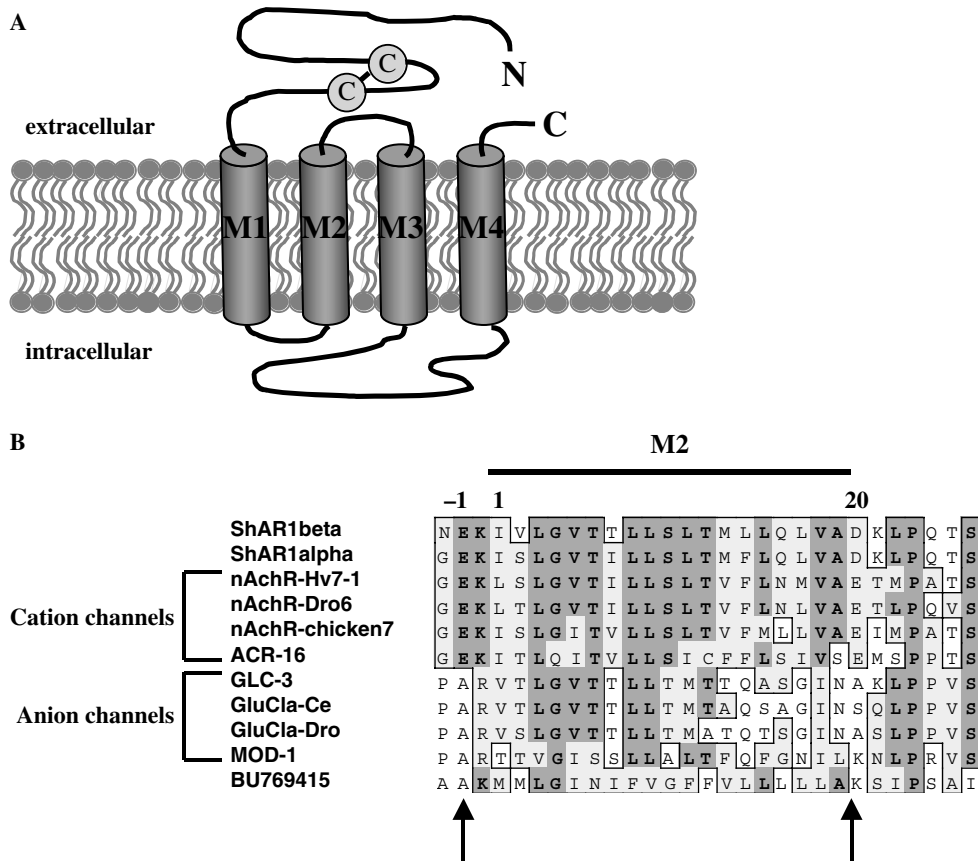 A
N
C
C
C
extracellular
M1 M2 M3 M4
intracellular
B
M2
–1 1 20
ShAR1beta N E K I V L G V T T L L S L T M L L Q L V A D K L P Q T S
ShAR1alpha G E K I S L G V T I L L S L T M L L Q L V A D K L P Q T S
nAchR-Hv7-1 G E K L S L G V T I L L S L T V F L N M V A E T M P A T S
nAchR-Dro6 G E K L T L G V T I L L S L T V F L N L V A E T L P Q V S
Cation channels
nAchR-chicken7 G E K I S L G I T V L L S L T V F M L L V A E I M P A T S
ACR-16 G E K I T L Q I T V L L S I C F F L S I V S E M S P P T S
GLC-3 P A R V T L G V T T L L T M T T Q A S G I N A K L P P V S
GluCla-Ce P A R V T L G V T T L L T M T A Q S A G I N S Q L P P V S
Anion channels
GluCla-Dro P A R V S L G V T T L L T M A T Q T S G I N A S L P P V S
MOD-1 P A R T T V G I S S L L A L T F Q F G N I L K N L P R V S
BU769415 A A K M M L G I N I F V G F F V L L L L L A K S I P S A I